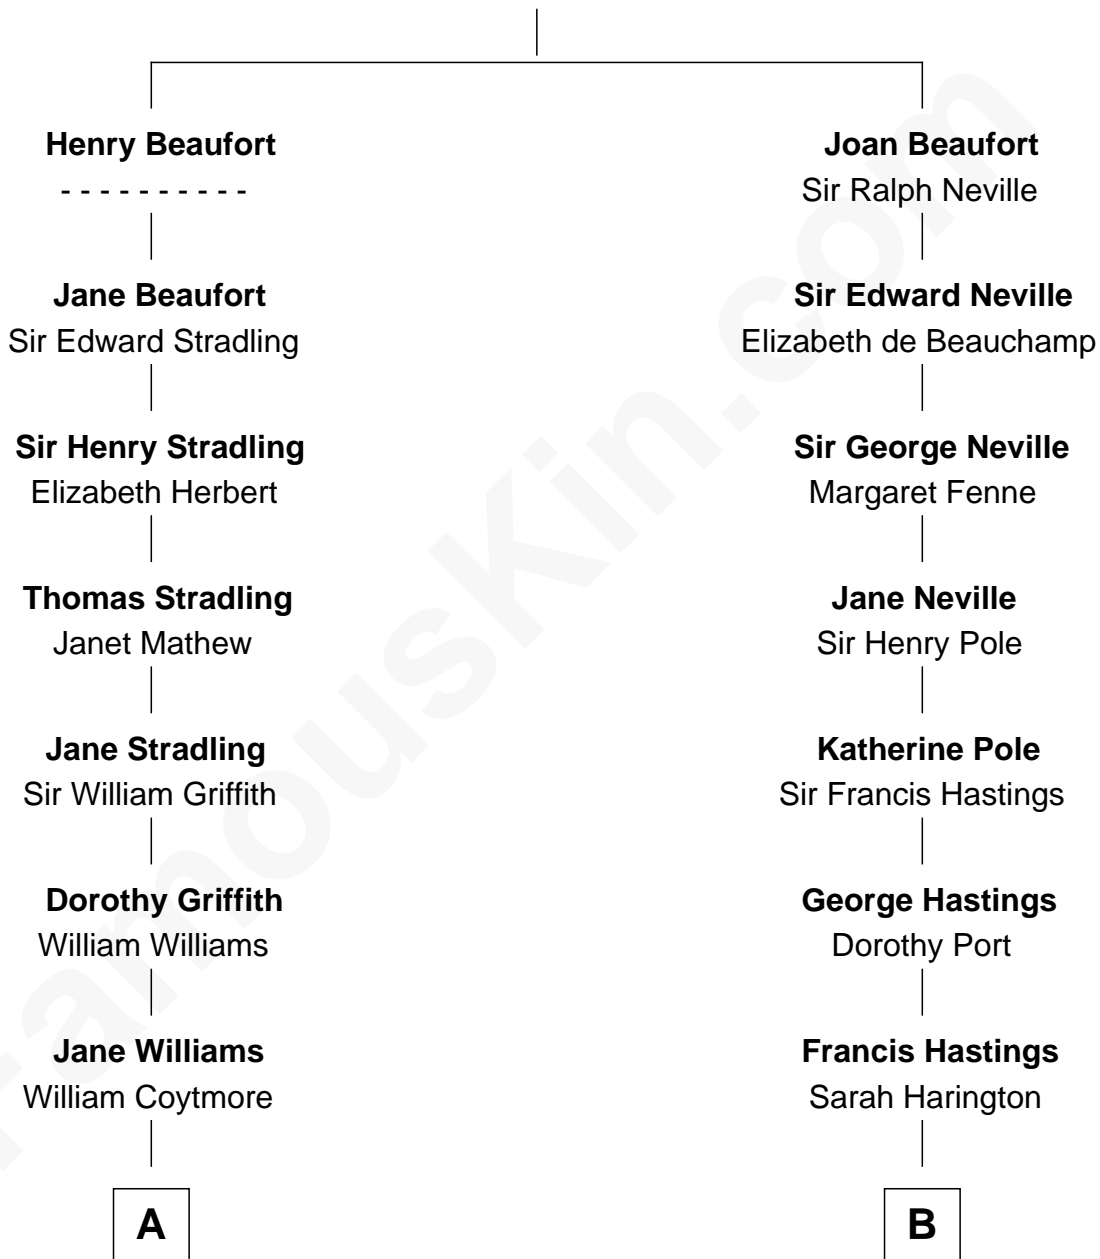 Henry Beaufort
- - - - - - - - - -
Jane Beaufort
Sir Edward Stradling
Sir Henry Stradling
Elizabeth Herbert
Thomas Stradling
Janet Mathew
Jane Stradling
Sir William Griffith
Dorothy Griffith
William Williams
Jane Williams
William Coytmore
A
Joan Beaufort
Sir Ralph Neville
Sir Edward Neville
Elizabeth de Beauchamp
Sir George Neville
Margaret Fenne
Jane Neville
Sir Henry Pole
Katherine Pole
Sir Francis Hastings
George Hastings
Dorothy Port
Francis Hastings
Sarah Harington
B
FamousKin.com